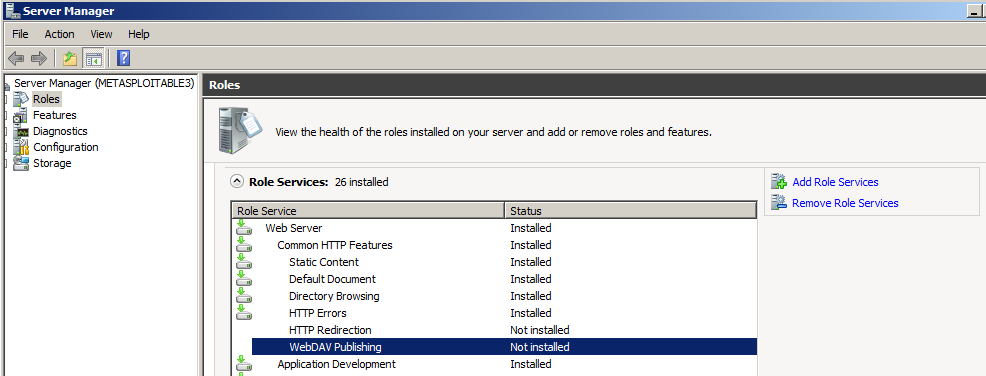 Server Manager
File Action View Help
Server Manager (METASPLOITABLE3)
Roles
Features
Diagnostics
Configuration
Storage
Roles
View the health of the roles installed on your server and add or remove roles and features.
Role Services: 26 installed
Add Role Services
Remove Role Services
Role Service Status
Web Server Installed
Common HTTP Features Installed
Static Content Installed
Default Document Installed
Directory Browsing Installed
HTTP Errors Installed
HTTP Redirection Not installed
WebDAV Publishing Not installed
Application Development Installed